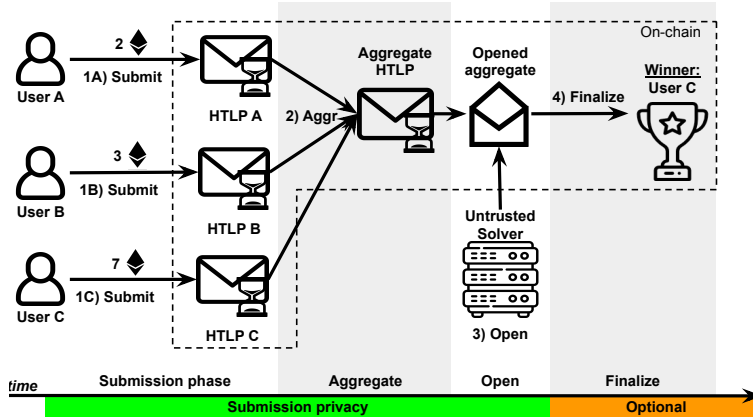 On-chain
2
1A) Submit
User A
HTLP A
Aggregate
HTLP
Opened
aggregate
Winner:
User C
2) Aggr
4) Finalize
3
1B) Submit
User B
HTLP B
Untrusted
Solver
7
1C) Submit
User C
HTLP C
3) Open
time
Submission phase
Aggregate
Open
Finalize
Submission privacy
Optional